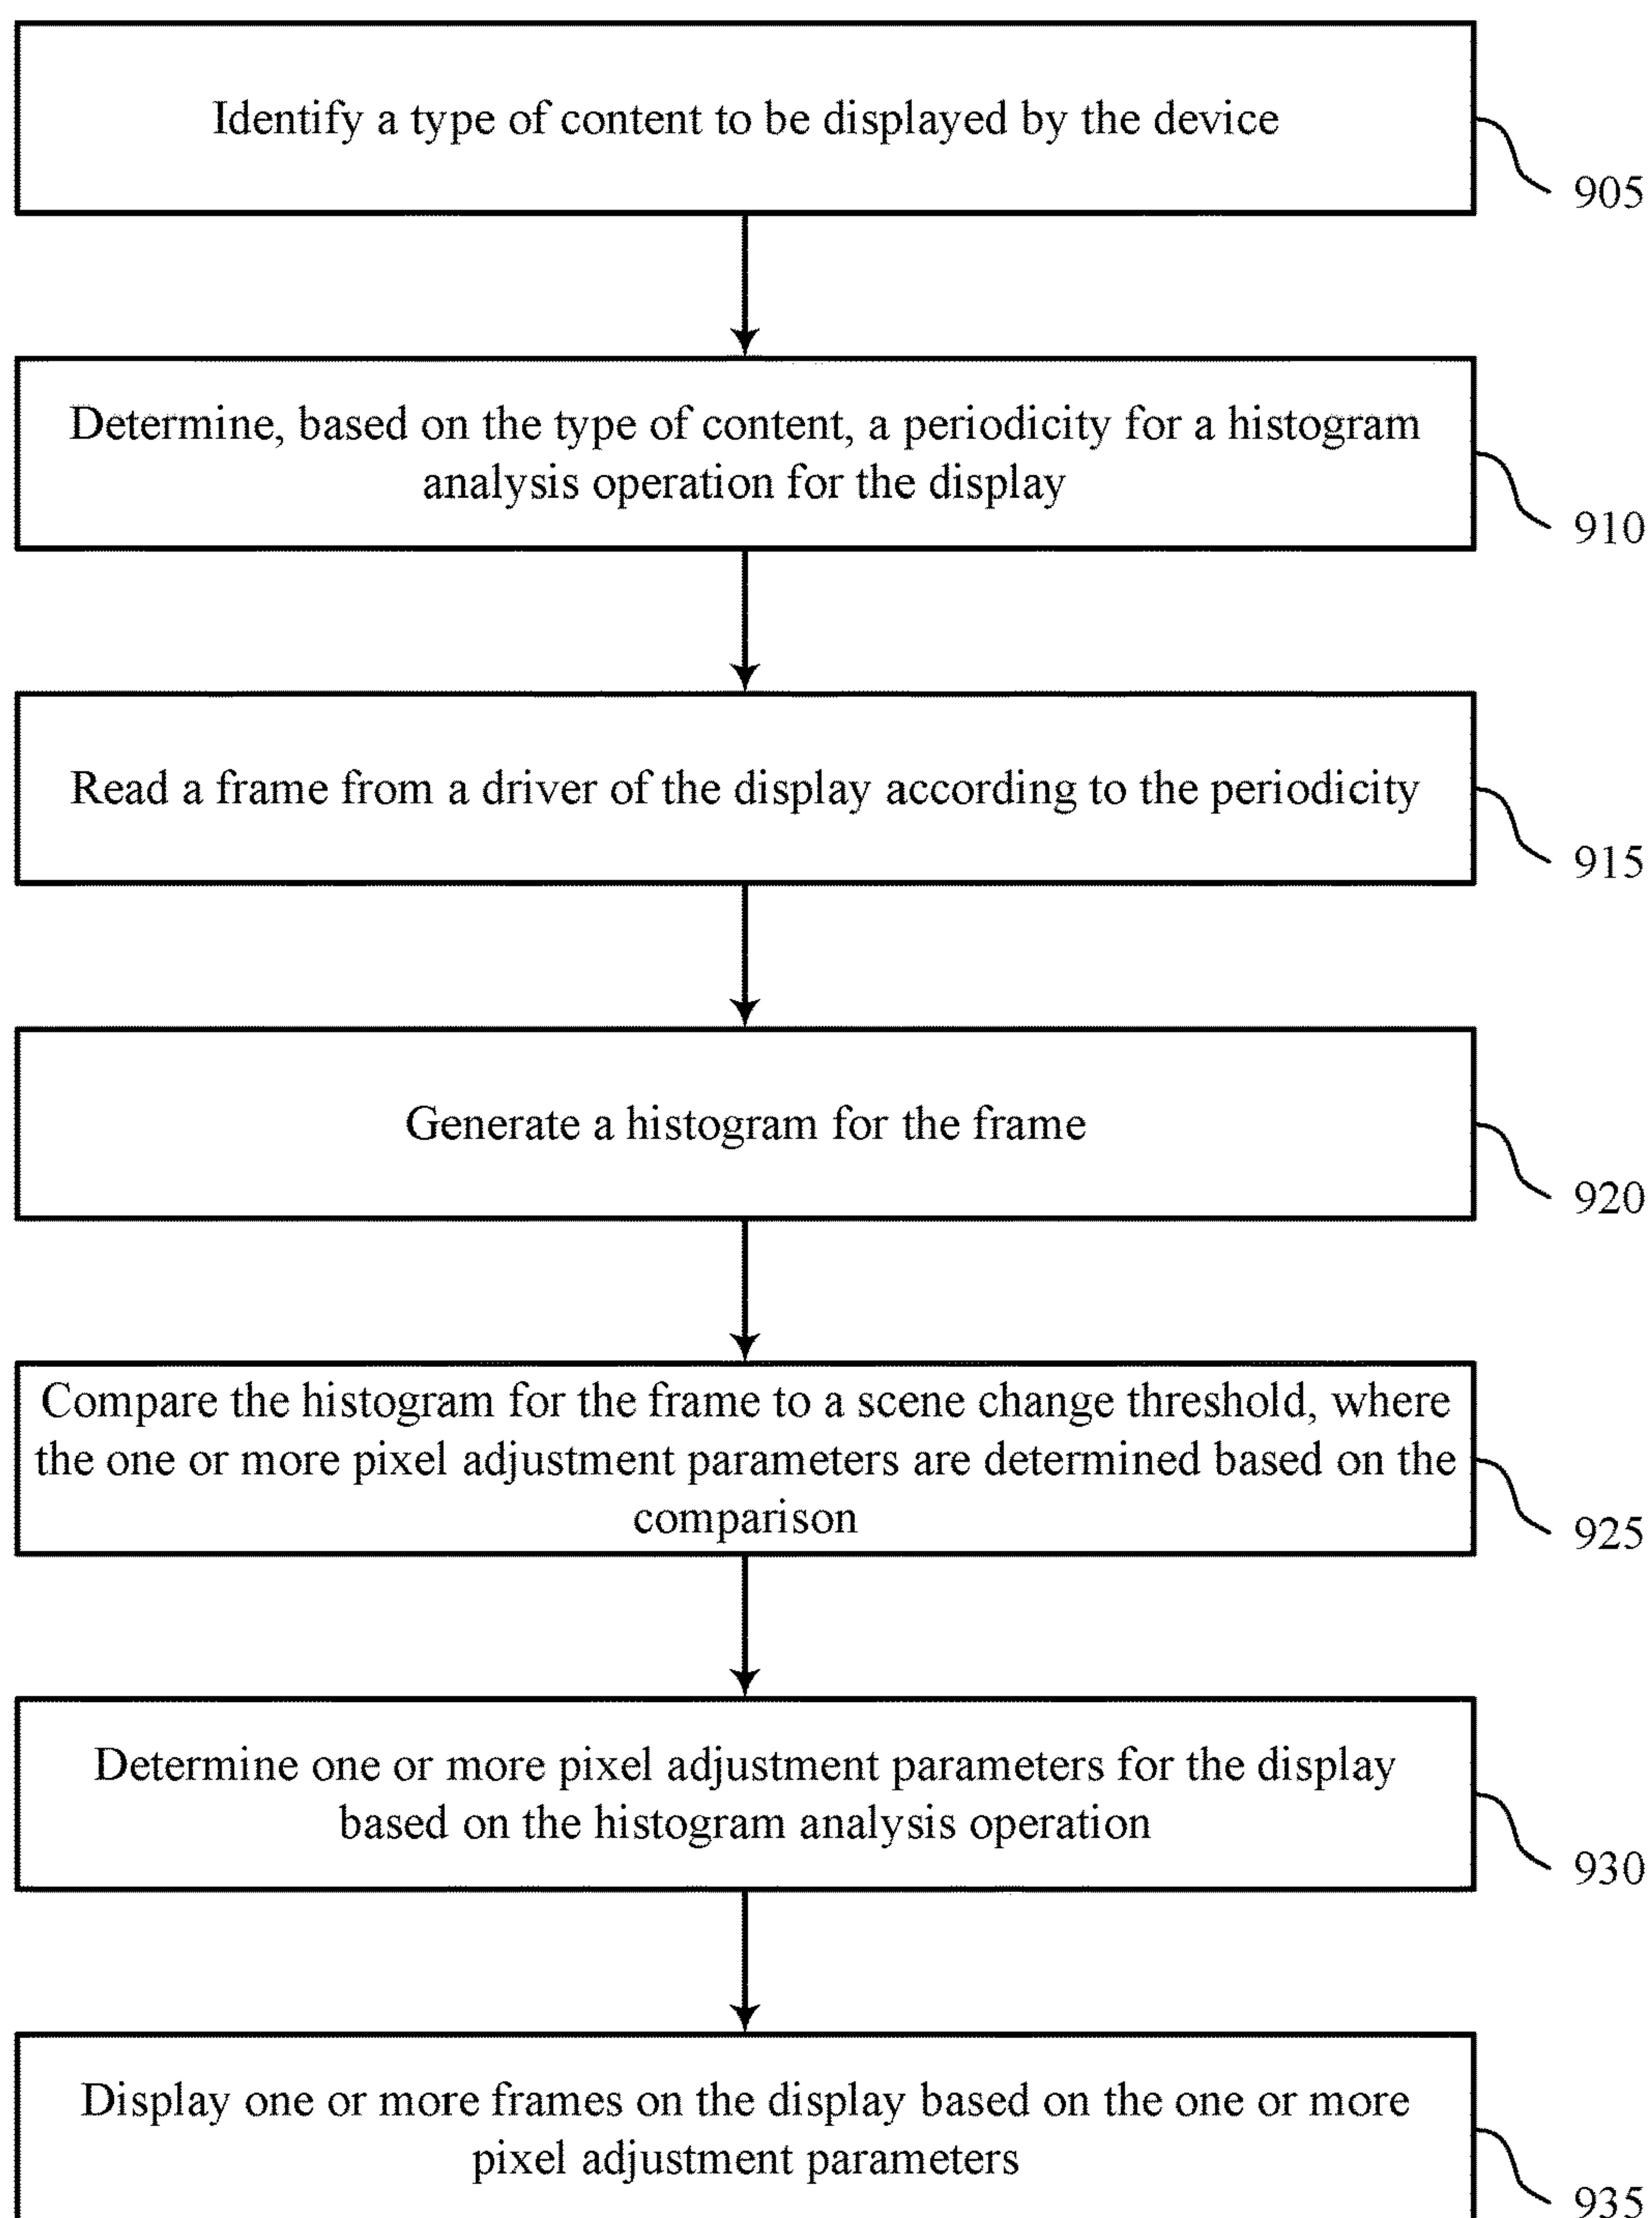 Identify a type of content to be displayed by the device
905
Determine, based on the type of content, a periodicity for a histogram
analysis operation for the display
910
Read a frame from a driver of the display according to the periodicity
915
Generate a histogram for the frame
920
Compare the histogram for the frame to a scene change threshold, where
the one or more pixel adjustment parameters are determined based on the
comparison
925
Determine one or more pixel adjustment parameters for the display
based on the histogram analysis operation
930
Display one or more frames on the display based on the one or more
pixel adjustment parameters
935